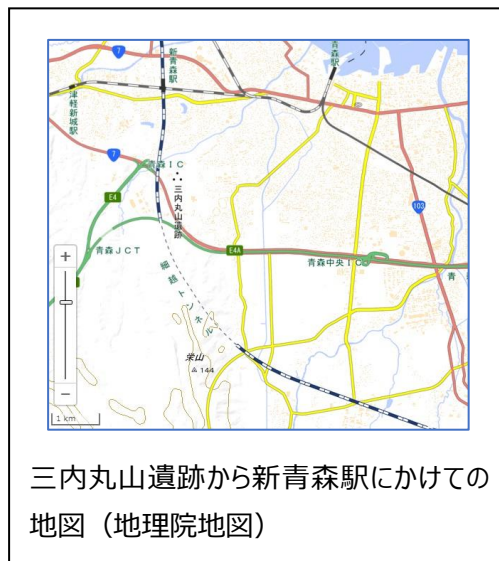 7
新青森駅
青森駅
津軽新城駅
7
青森IC
三内丸山遺跡
E4
103
E4A
青森JCT
青森中央IC
青
細越トンネル
栄山
144
+
−
1 km
三内丸山遺跡から新青森駅にかけての
地図（地理院地図）